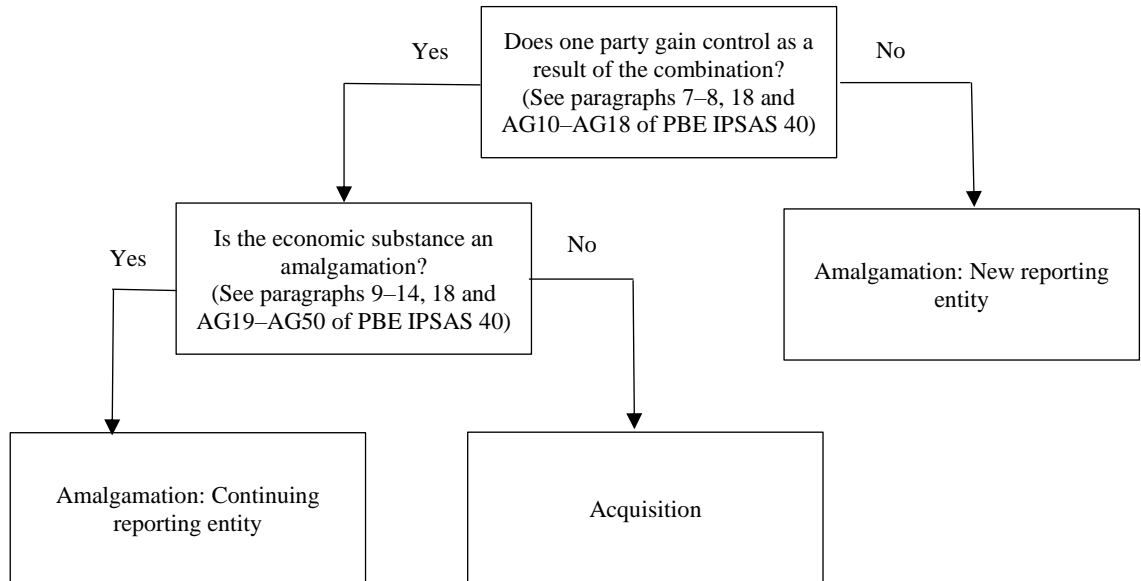 Yes
Does one party gain control as a
result of the combination?
(See paragraphs 7–8, 18 and
AG10–AG18 of PBE IPSAS 40)
No
Yes
Is the economic substance an
amalgamation?
(See paragraphs 9–14, 18 and
AG19–AG50 of PBE IPSAS 40)
No
Amalgamation: New reporting
entity
Amalgamation: Continuing
reporting entity
Acquisition